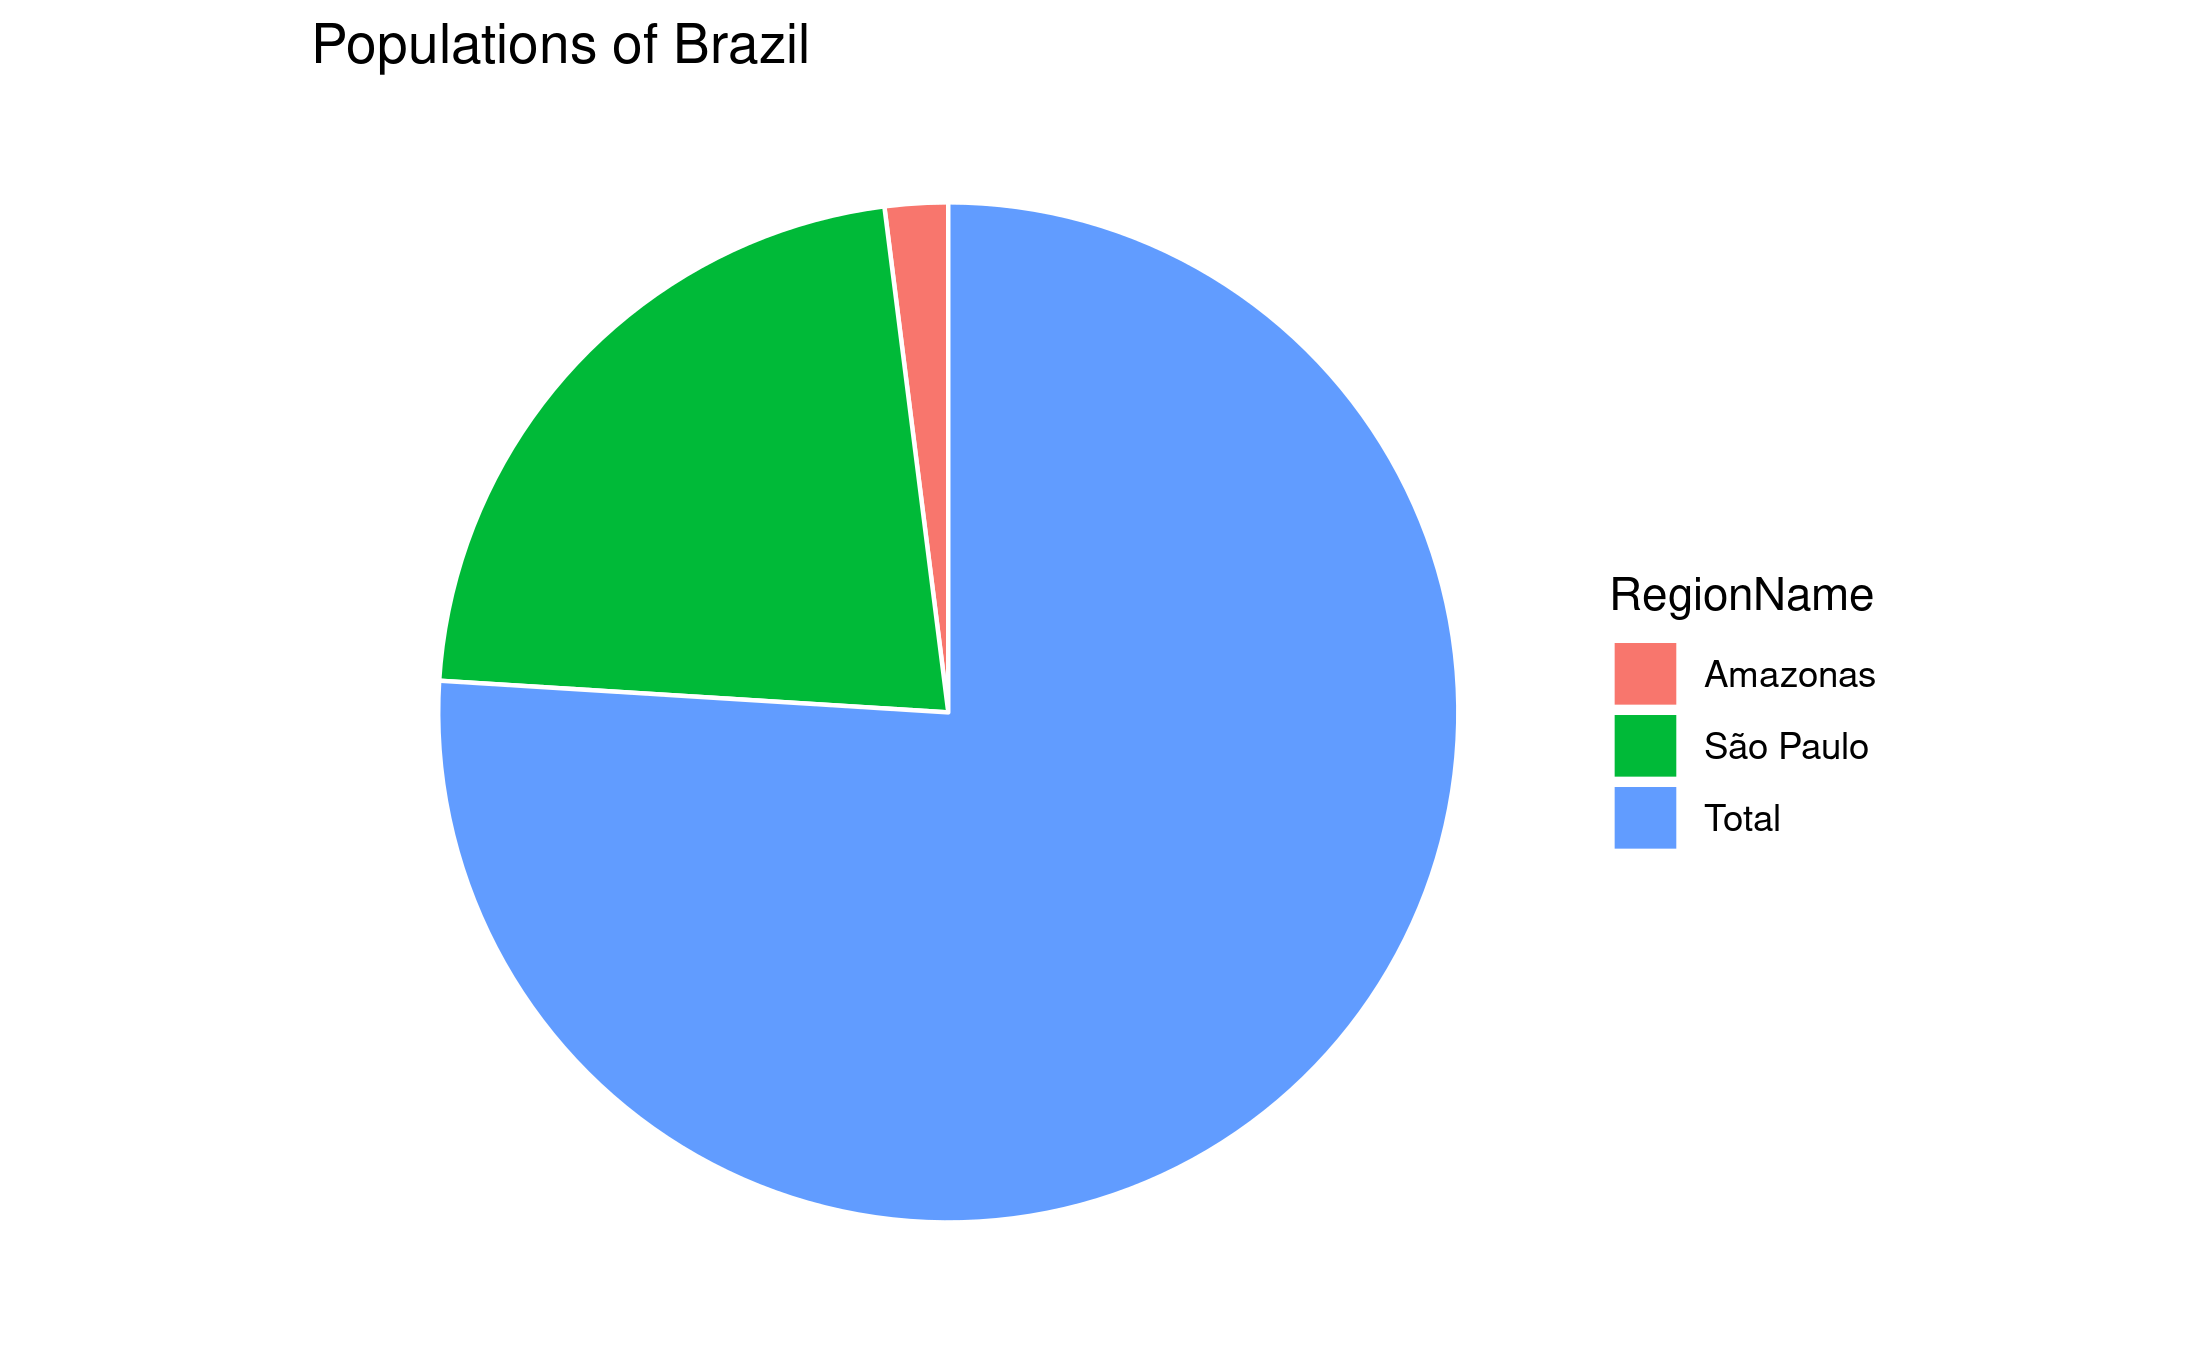 Populations of Brazil
RegionName
Amazonas
São Paulo
Total